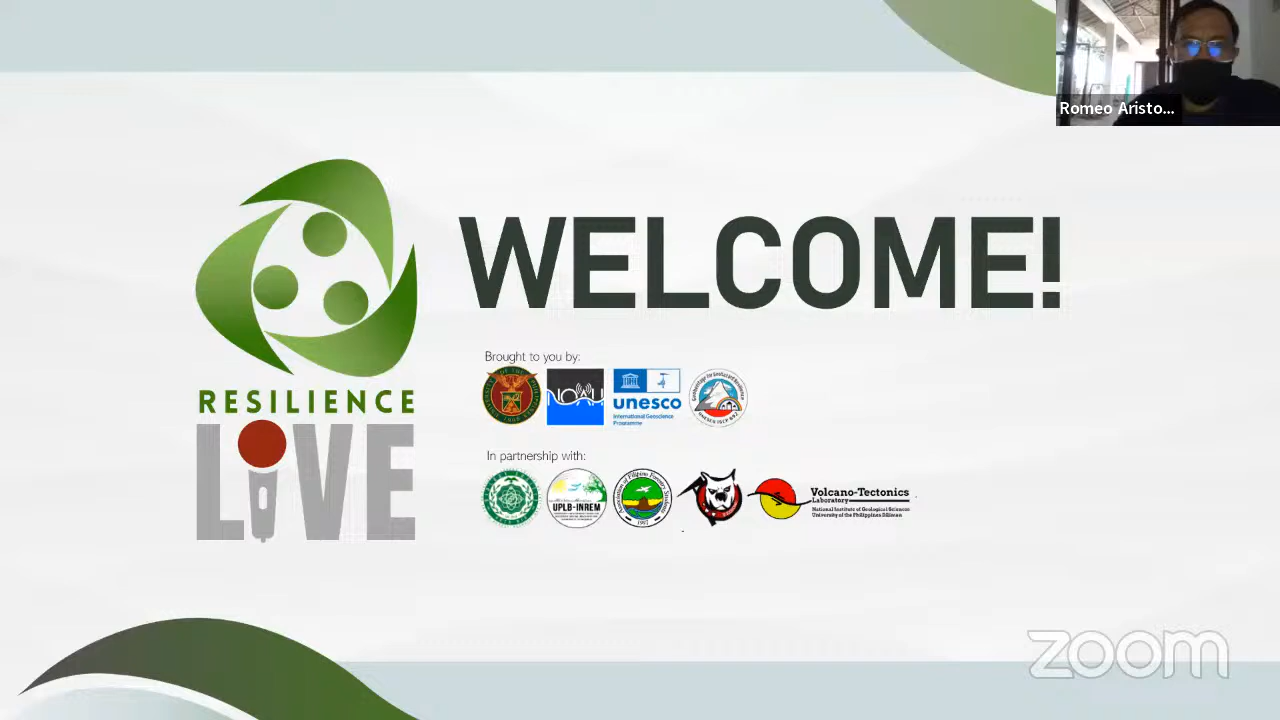 Romeo Aristo...
WELCOME!
RESILIENCE
LIVE
Brought to you by:
NOAH
unesco
International Geoscience
Programme
In partnership with:
UPLB-INREM
1957
Volcano-Tectonics
Laboratory
National Institute of Geological Sciences
University of the Philippines Diliman
zoom